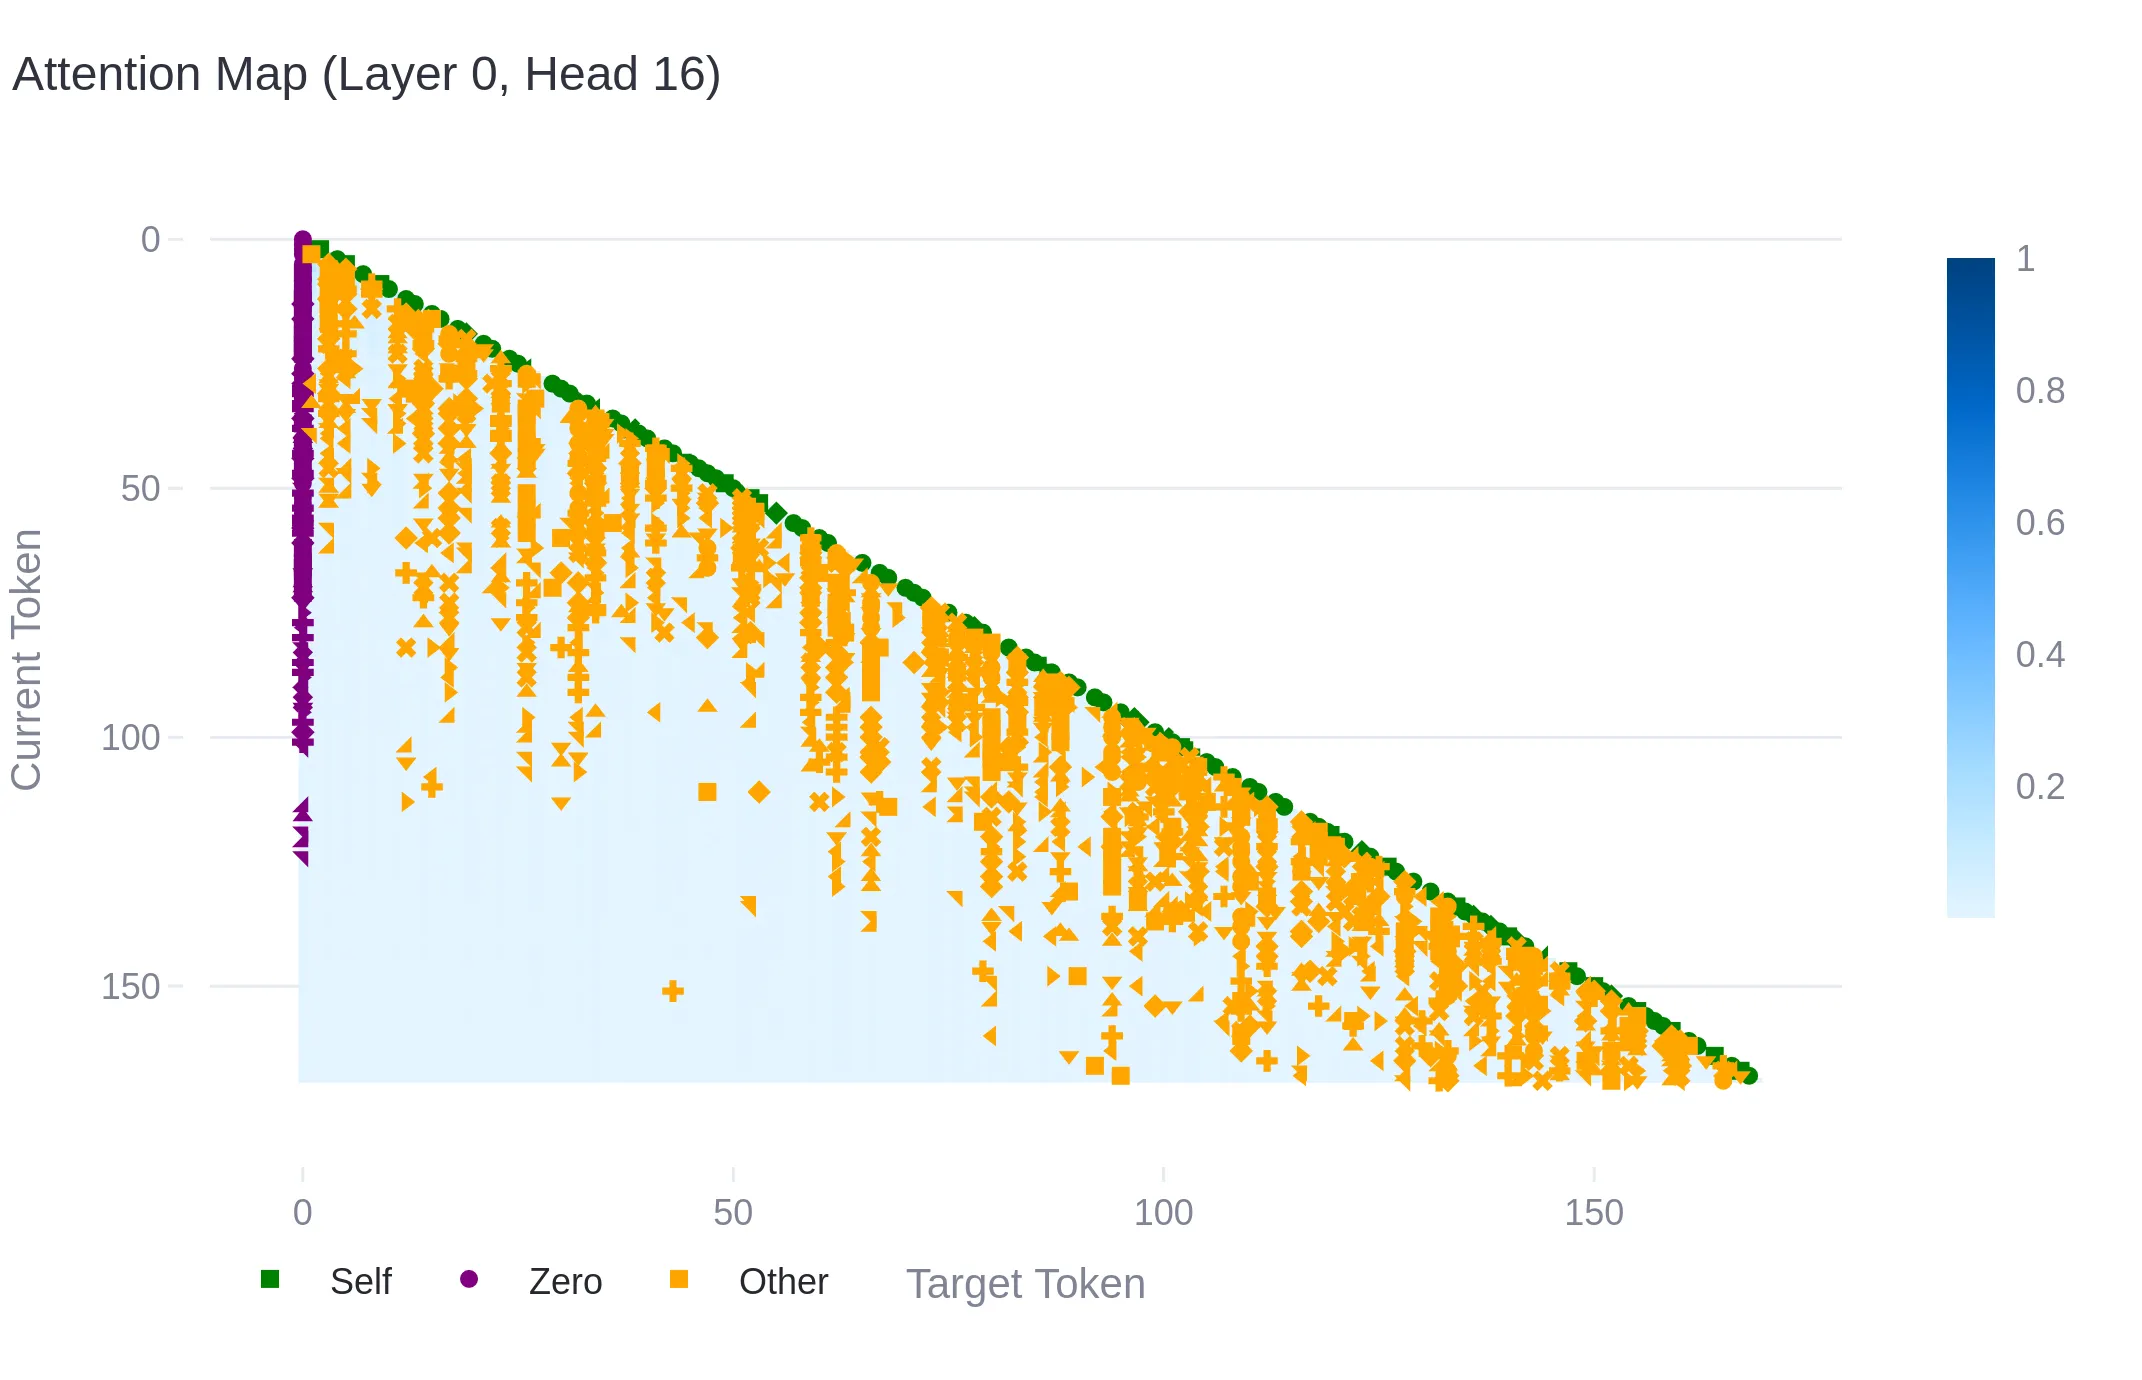 Attention Map (Layer 0, Head 16)
0
50
100
150
Current Token
1
0.8
0.6
0.4
0.2
0
50
100
150
Self
Zero
Other
Target Token